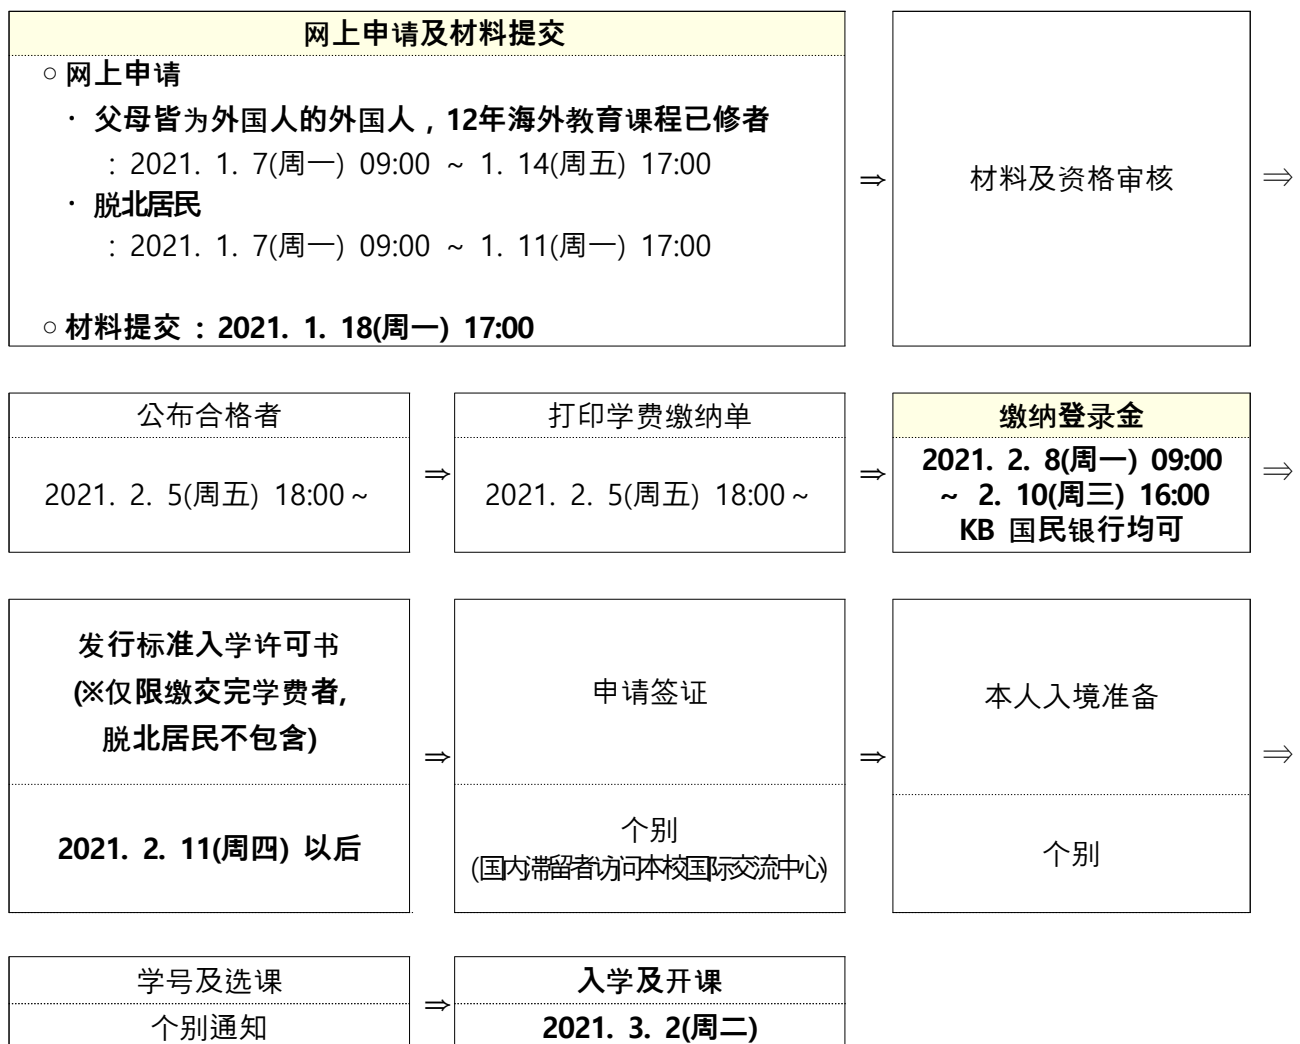 网上申请及材料提交
○ 网上申请
· 父母皆为外国人的外国人，12年海外教育课程已修者
: 2021. 1. 7(周一) 09:00 ~ 1. 14(周五) 17:00
· 脱北居民
: 2021. 1. 7(周一) 09:00 ~ 1. 11(周一) 17:00
○ 材料提交 : 2021. 1. 18(周一) 17:00
⇒
材料及资格审核
⇒
公布合格者
2021. 2. 5(周五) 18:00 ~
⇒
打印学费缴纳单
2021. 2. 5(周五) 18:00 ~
⇒
缴纳登录金
2021. 2. 8(周一) 09:00
~ 2. 10(周三) 16:00
KB 国民银行均可
⇒
发行标准入学许可书
(※仅限缴交完学费者,
脱北居民不包含)
2021. 2. 11(周四) 以后
⇒
申请签证
个别
(国内滞留者访问本校国际交流中心)
⇒
本人入境准备
个别
⇒
学号及选课
个别通知
⇒
入学及开课
2021. 3. 2(周二)